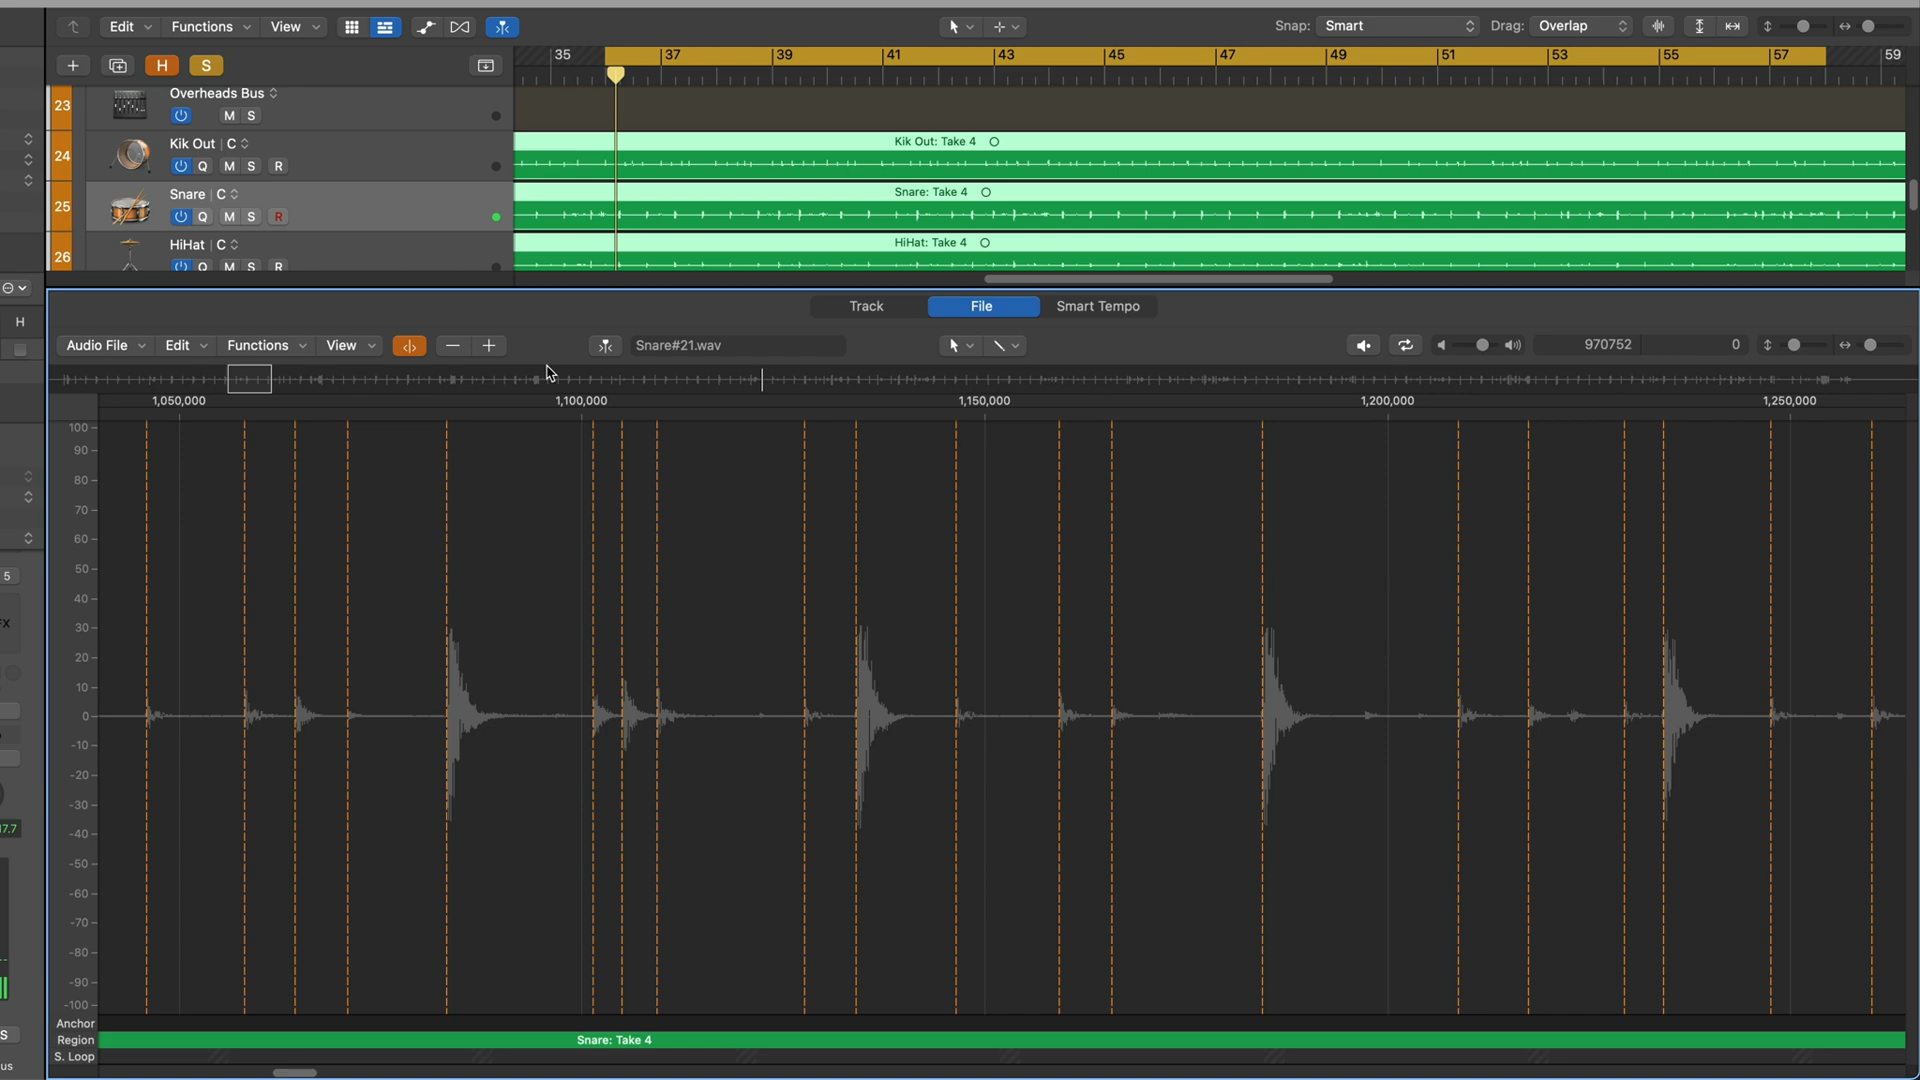 Edit Functions View Snap: Smart Drag: Overlap
H S 35 37 39 41 43 45 47 49 51 53 55 57 59
23 Overheads Bus
M S
24 Kik Out C Kik Out: Take 4
Q M S R
25 Snare C Snare: Take 4
Q M S R
26 HiHat C HiHat: Take 4
Q M S R
H
Track File Smart Tempo
Audio File Edit Functions View Snare#21.wav 970752 0
1,050,000 1,100,000 1,150,000 1,200,000 1,250,000
100
90
80
70
60
50
40
30
20
10
0
-10
-20
-30
-40
-50
-60
-70
-80
-90
-100
5
17.7
S
us
Anchor
Region Snare: Take 4
S. Loop